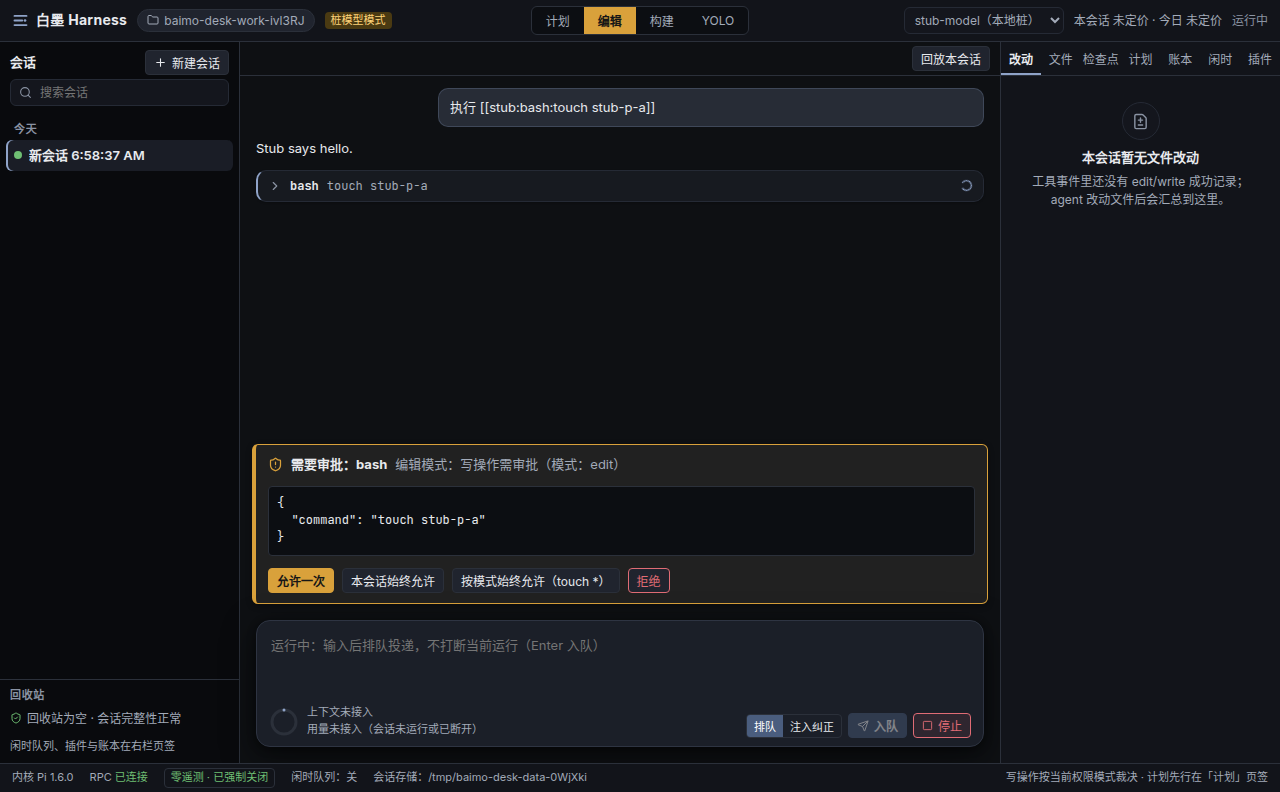 白墨 Harness
baimo-desk-work-lvI3RJ
桩模型模式
计划
编辑
构建
YOLO
stub-model（本地桩）
本会话 未定价 · 今日 未定价
运行中
会话
新建会话
搜索会话
今天
新会话 6:58:37 AM
回放本会话
执行 [[stub:bash:touch stub-p-a]]
Stub says hello.
bash touch stub-p-a
需要审批：bash 编辑模式：写操作需审批（模式：edit）
{
"command": "touch stub-p-a"
}
允许一次
本会话始终允许
按模式始终允许（touch *）
拒绝
运行中：输入后排队投递，不打断当前运行（Enter 入队）
上下文未接入
用量未接入（会话未运行或已断开）
排队
注入纠正
入队
停止
改动
文件
检查点
计划
账本
闲时
插件
本会话暂无文件改动
工具事件里还没有 edit/write 成功记录；
agent 改动文件后会汇总到这里。
回收站
回收站为空 · 会话完整性正常
闲时队列、插件与账本在右栏页签
内核 Pi 1.6.0
RPC 已连接
零遥测 · 已强制关闭
闲时队列：关
会话存储：/tmp/baimo-desk-data-0WjXki
写操作按当前权限模式裁决 · 计划先行在「计划」页签